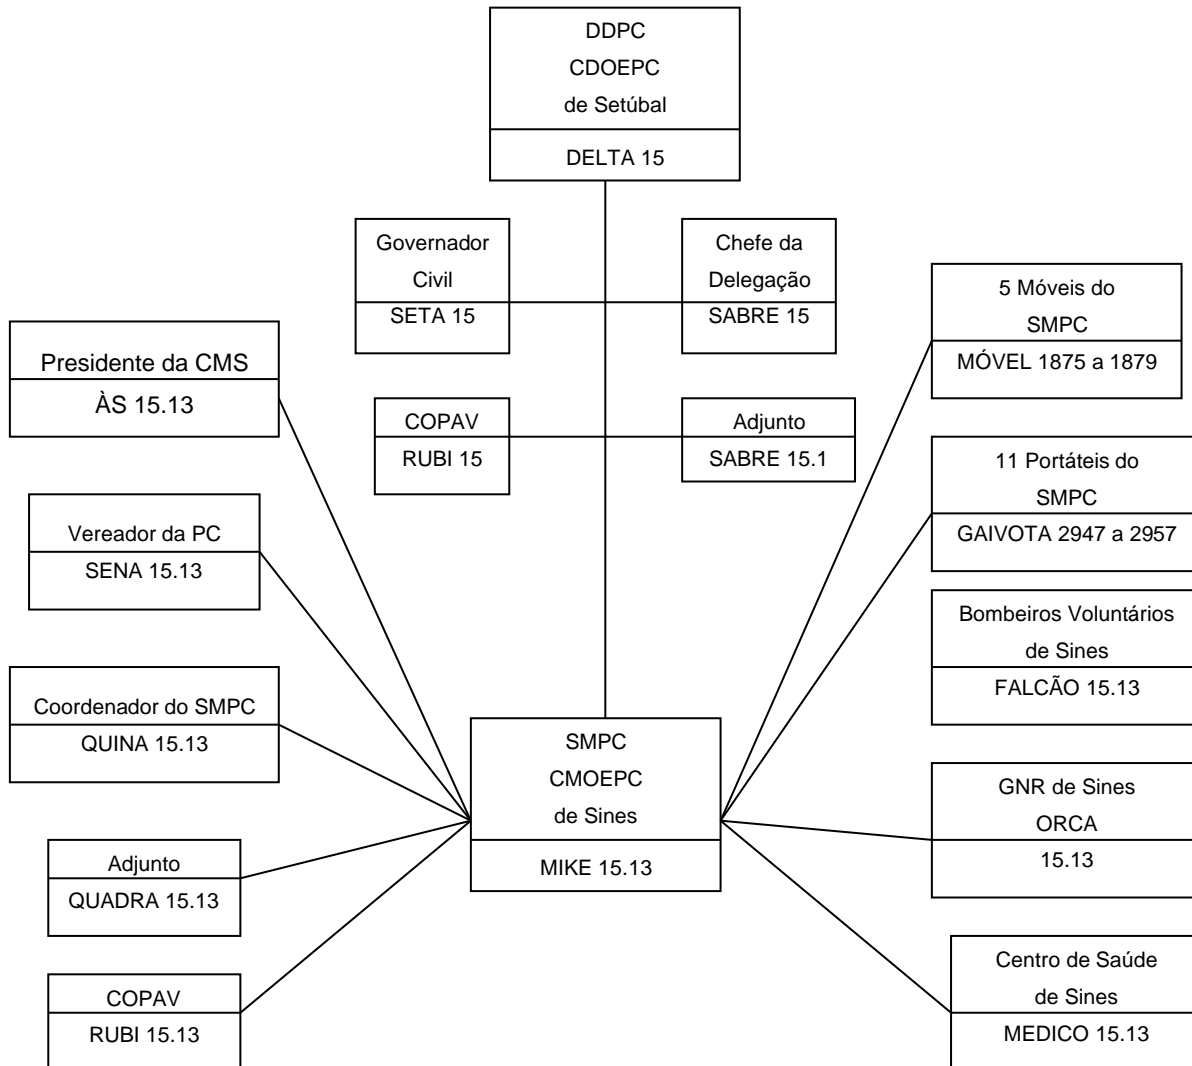 DDPC
CDOEPC
de Setúbal
DELTA 15
Governador
Civil
SETA 15
Chefe da
Delegação
SABRE 15
COPAV
RUBI 15
Adjunto
SABRE 15.1
Presidente da CMS
ÀS 15.13
Vereador da PC
SENA 15.13
Coordenador do SMPC
QUINA 15.13
Adjunto
QUADRA 15.13
COPAV
RUBI 15.13
SMPC
CMOEPC
de Sines
MIKE 15.13
5 Móveis do
SMPC
MÓVEL 1875 a 1879
11 Portáteis do
SMPC
GAIVOTA 2947 a 2957
Bombeiros Voluntários
de Sines
FALCÃO 15.13
GNR de Sines
ORCA
15.13
Centro de Saúde
de Sines
MEDICO 15.13